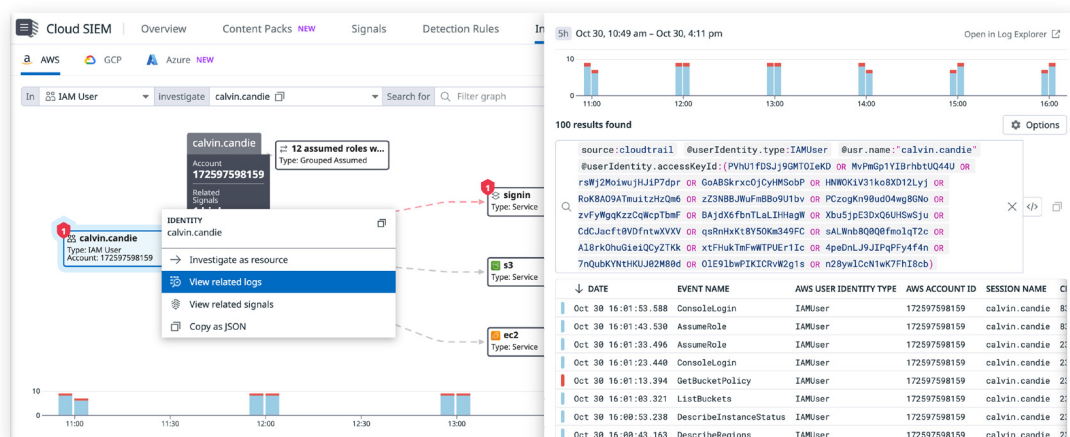 Cloud SIEM Overview Content Packs NEW Signals Detection Rules In
AWS GCP Azure NEW
In IAM User investigate calvin.candie Search for Filter graph
calvin.candie
Account
172597598159
Related
Signals
12 assumed roles w...
Type: Grouped Assumed
1
signin
Type: Service
1
calvin.candie
Type: IAM User
Account: 172597598159
IDENTITY
calvin.candie
Investigate as resource
View related logs
View related signals
Copy as JSON
s3
Type: Service
ec2
Type: Service
10
0
11:00 11:30 12:00 12:30 13:00
5h Oct 30, 10:49 am – Oct 30, 4:11 pm Open in Log Explorer
10
0
11:00 12:00 13:00 14:00 15:00 16:00
100 results found Options
source:cloudtrail @userIdentity.type:IAMUser @usr.name:"calvin.candie"
@userIdentity.accessKeyId:(PVhU1fDSJj9GMTOIeKD OR MvPmGp1YIBrhbtUQ44U OR
rsWj2MoiwujHJiP7dpr OR GoABSkrxcOjCyHMSobP OR HNWOKiV31ko8XD12Lyj OR
RoK8AO9ATmuitzHzQm6 OR zZ3NBBJWuFmBBo9U1bv OR PCzogKn90udO4wg8GNo OR
zvFyWgqKzzCqWcpTbmF OR BAjdX6fbnTLaLIHHagW OR Xbu5jpE3DxQ6UHSwSju OR
CdCJacft0VDfntwXVXV OR qsRnHxKt8Y5OKm349FC OR sALWnb8Q0Q0fmolqT2c OR
Al8rkOhuGieiQCyZTKk OR xtFHukTmFwWTPUEr1Ic OR 4peDnLJ9JIPqPFy4f4n OR
7nQubKYNtHKUJ02M80d OR OlE9lbwPIKICRvW2g1s OR n28ywlCcN1wK7FhI8cb)
DATE EVENT NAME AWS USER IDENTITY TYPE AWS ACCOUNT ID SESSION NAME
Oct 30 16:01:53.588 ConsoleLogin IAMUser 172597598159 calvin.candie
Oct 30 16:01:43.530 AssumeRole IAMUser 172597598159 calvin.candie
Oct 30 16:01:33.496 AssumeRole IAMUser 172597598159 calvin.candie
Oct 30 16:01:23.440 ConsoleLogin IAMUser 172597598159 calvin.candie
Oct 30 16:01:13.394 GetBucketPolicy IAMUser 172597598159 calvin.candie
Oct 30 16:01:03.321 ListBuckets IAMUser 172597598159 calvin.candie
Oct 30 16:00:53.238 DescribeInstanceStatus IAMUser 172597598159 calvin.candie
Oct 30 16:00:43.163 DescribeRegions IAMUser 172597598159 calvin.candie